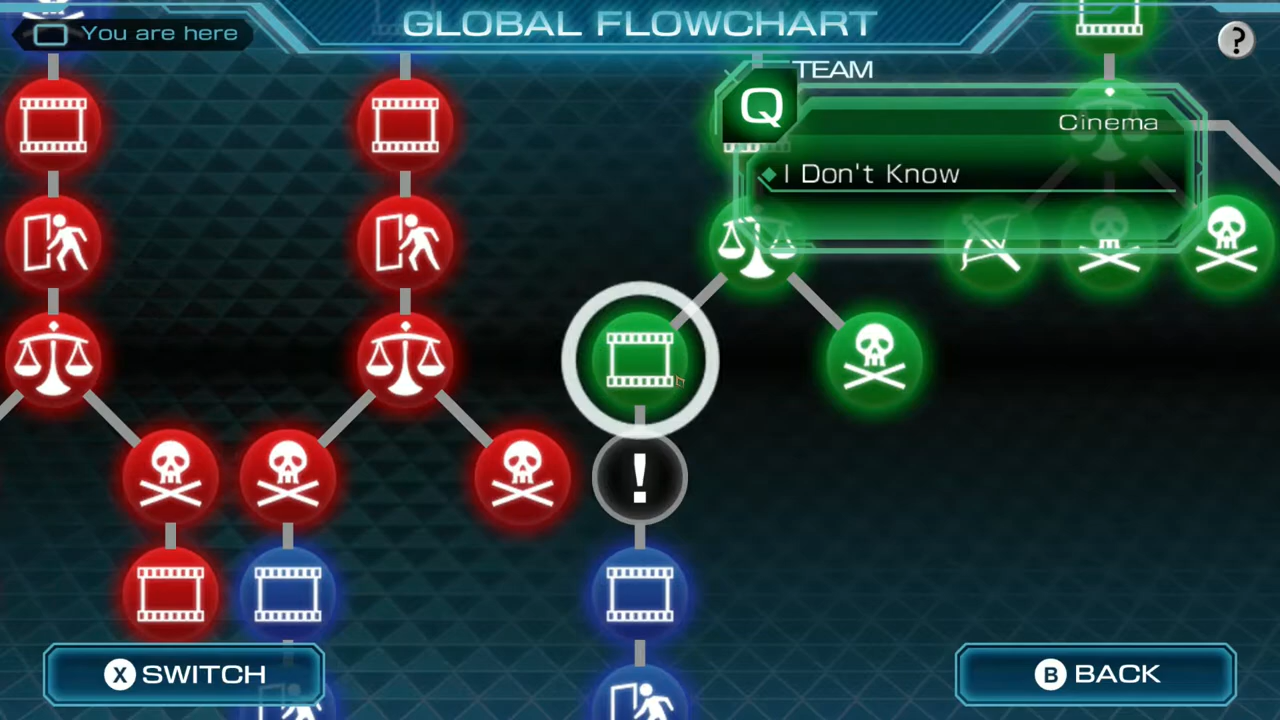 GLOBAL FLOWCHART
You are here
?
TEAM
Q
Cinema
I Don't Know
!
X SWITCH
B BACK